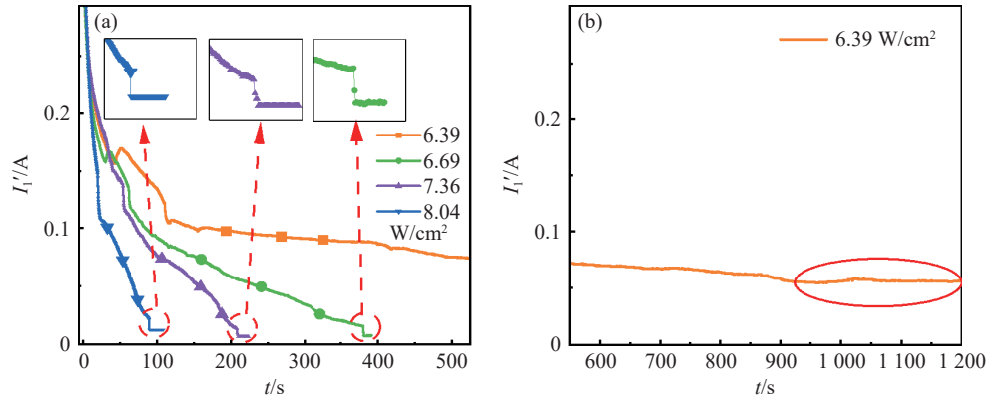 (a)
I₁′/A
0.2
0.1
0
0 100 200 300 400 500
t/s
6.39
6.69
7.36
8.04
W/cm²
(b)
6.39 W/cm²
I₁′/A
0.2
0.1
0
600 700 800 900 1 000 1 100 1 200
t/s